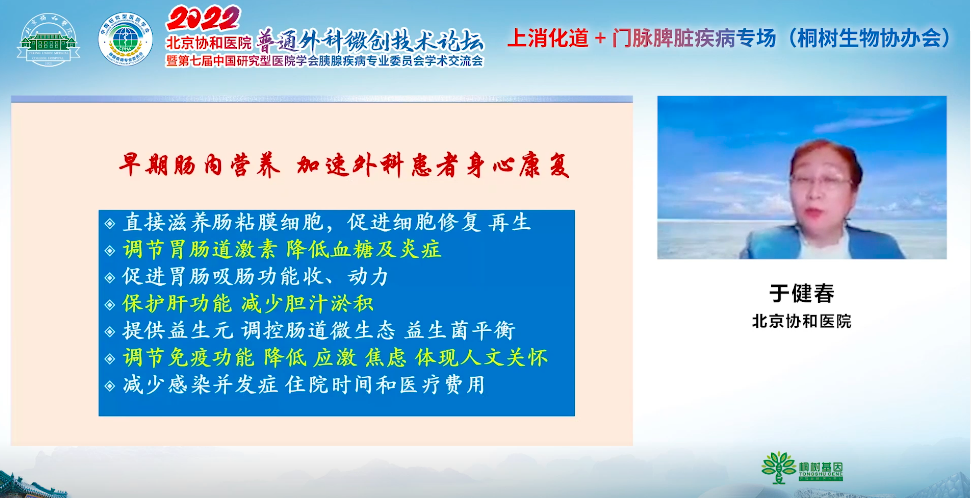 2022
北京协和医院 普通外科微创技术论坛
暨第七届中国研究型医院学会胰腺疾病专业委员会学术交流会
上消化道 + 门脉脾脏疾病专场（桐树生物协办会）
早期肠内营养 加速外科患者身心康复
直接滋养肠粘膜细胞，促进细胞修复 再生
调节胃肠道激素 降低血糖及炎症
促进胃肠吸肠功能收、动力
保护肝功能 减少胆汁淤积
提供益生元 调控肠道微生态 益生菌平衡
调节免疫功能 降低 应激 焦虑 体现人文关怀
减少感染并发症 住院时间和医疗费用
于健春
北京协和医院
桐树基因
TONGSHU GENE